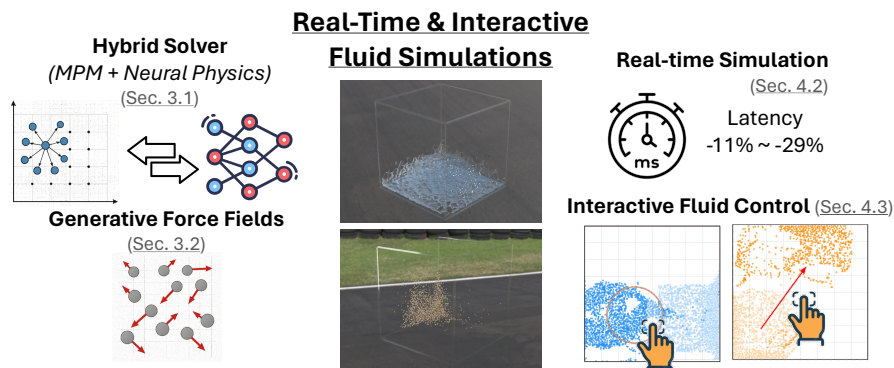 Real-Time & Interactive
Fluid Simulations
Hybrid Solver
(MPM + Neural Physics)
(Sec. 3.1)
Generative Force Fields
(Sec. 3.2)
Real-time Simulation
(Sec. 4.2)
ms
Latency
-11% ~ -29%
Interactive Fluid Control (Sec. 4.3)